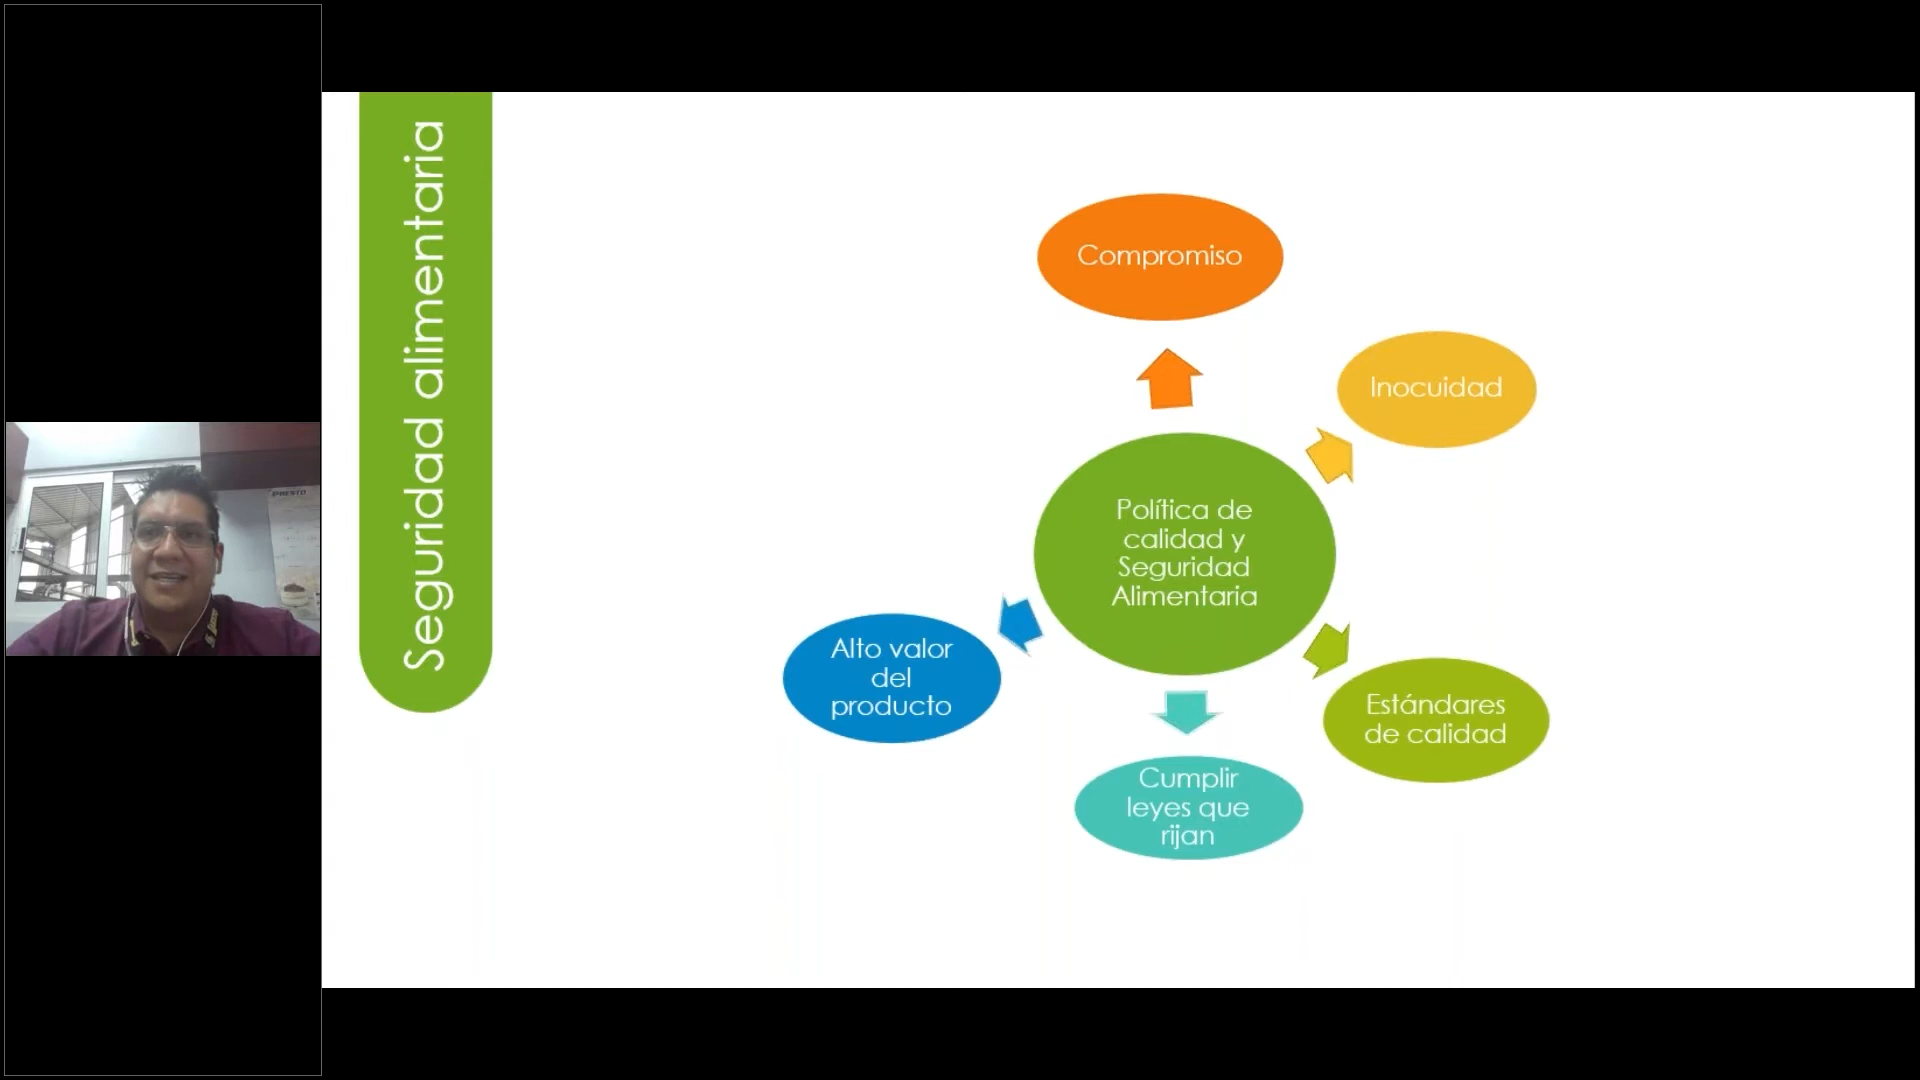 Seguridad alimentaria
Compromiso
Inocuidad
Política de
calidad y
Seguridad
Alimentaria
Alto valor
del
producto
Estándares
de calidad
Cumplir
leyes que
rijan